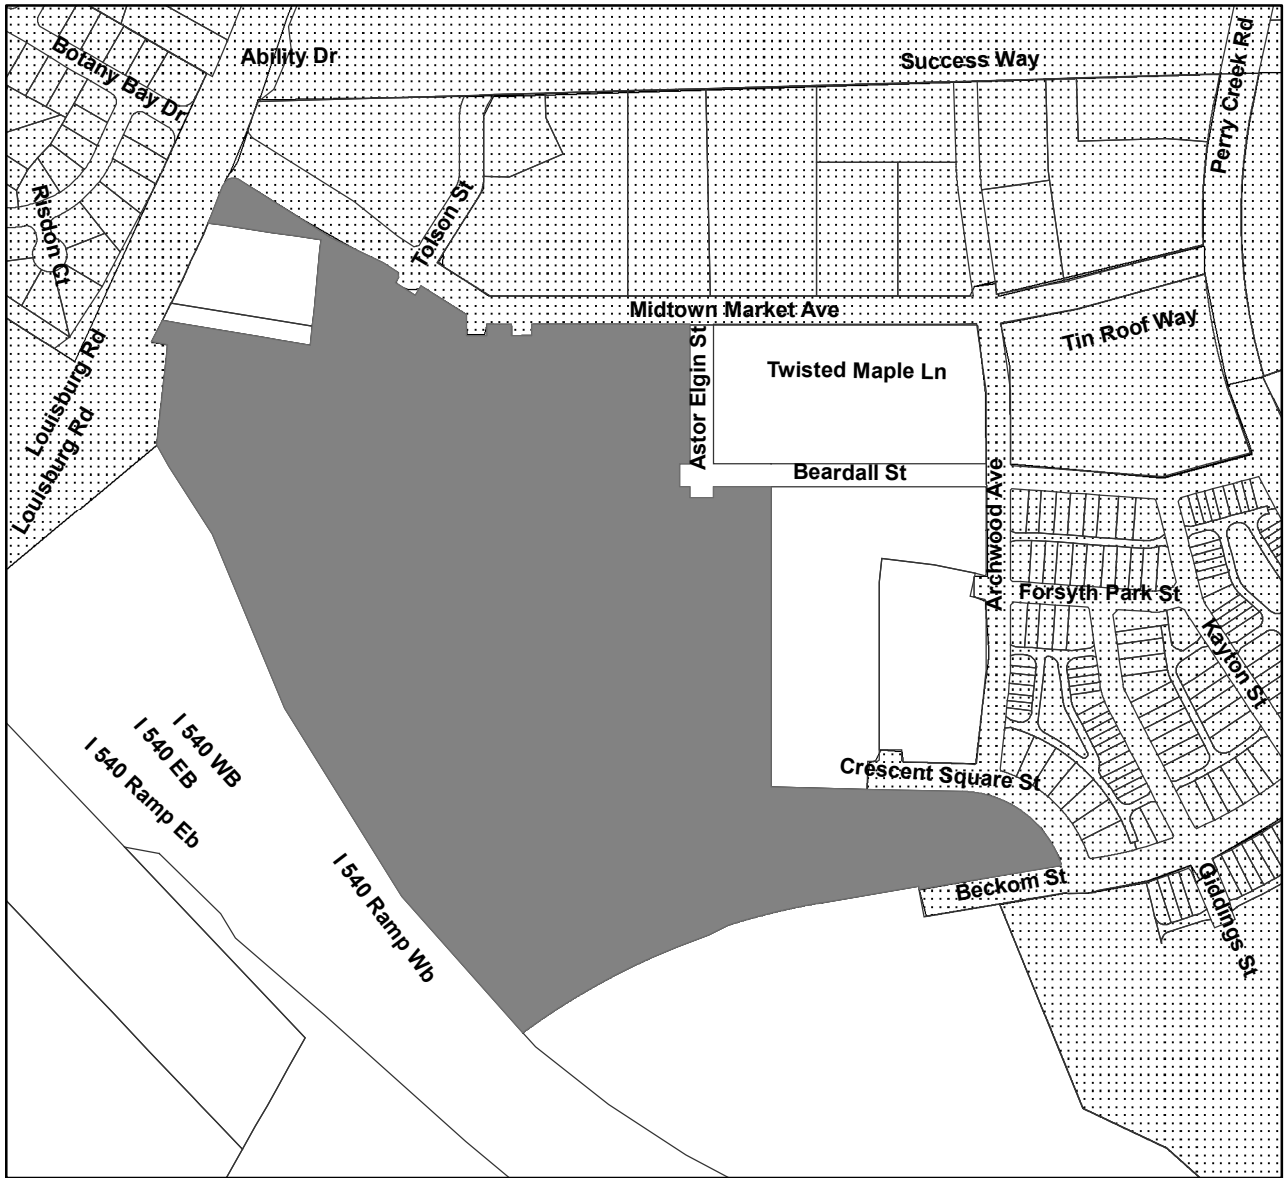 Ability Dr
Success Way
Botany Bay Dr
Perry Creek Rd
Risdon Ct
Tolson St
Midtown Market Ave
Tin Roof Way
Louisburg Rd
Louisburg Rd
Astor Elgin St
Twisted Maple Ln
Beardall St
Archwood Ave
Forsyth Park St
Kayton St
I 540 WB
I 540 EB
I 540 Ramp Eb
Crescent Square St
I 540 Ramp Wb
Beckom St
Giddings St